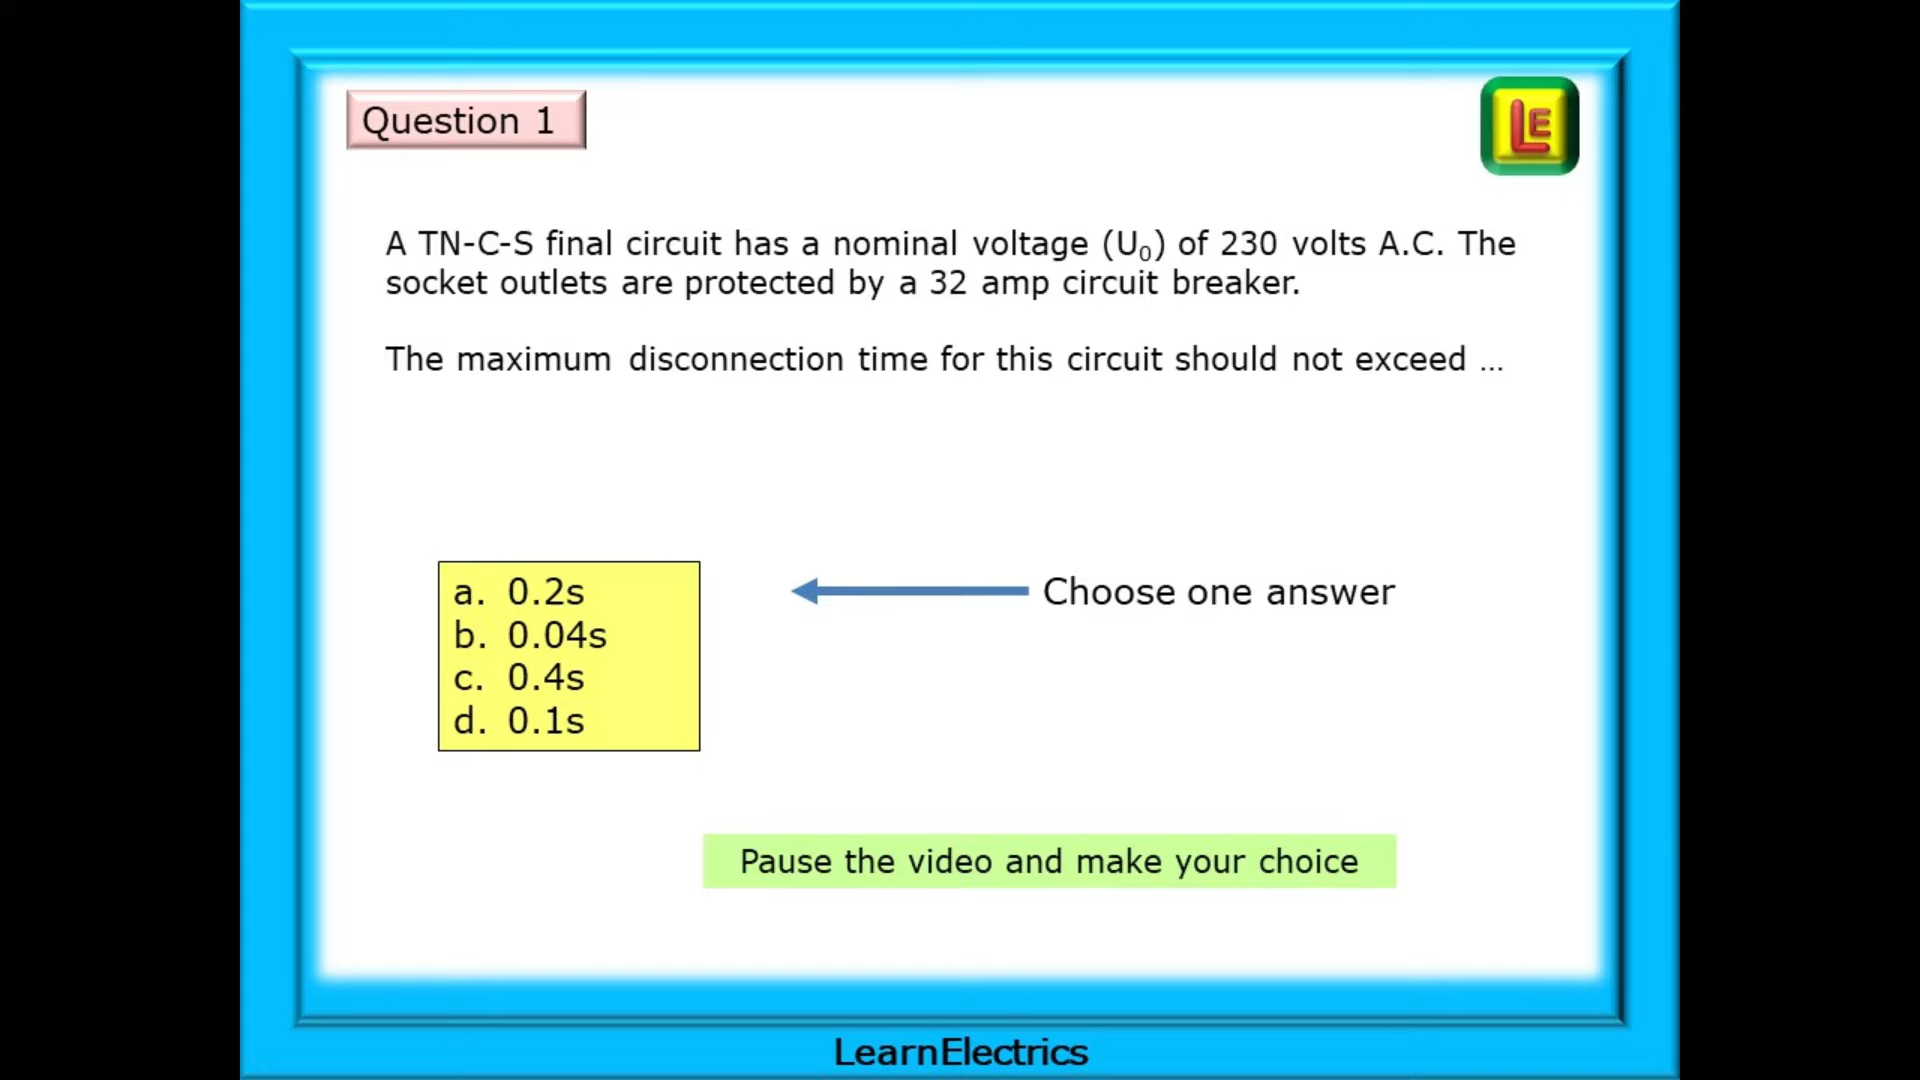 Question 1
LE
A TN-C-S final circuit has a nominal voltage (U₀) of 230 volts A.C. The
socket outlets are protected by a 32 amp circuit breaker.
The maximum disconnection time for this circuit should not exceed ...
a. 0.2s
b. 0.04s
c. 0.4s
d. 0.1s
Choose one answer
Pause the video and make your choice
LearnElectrics